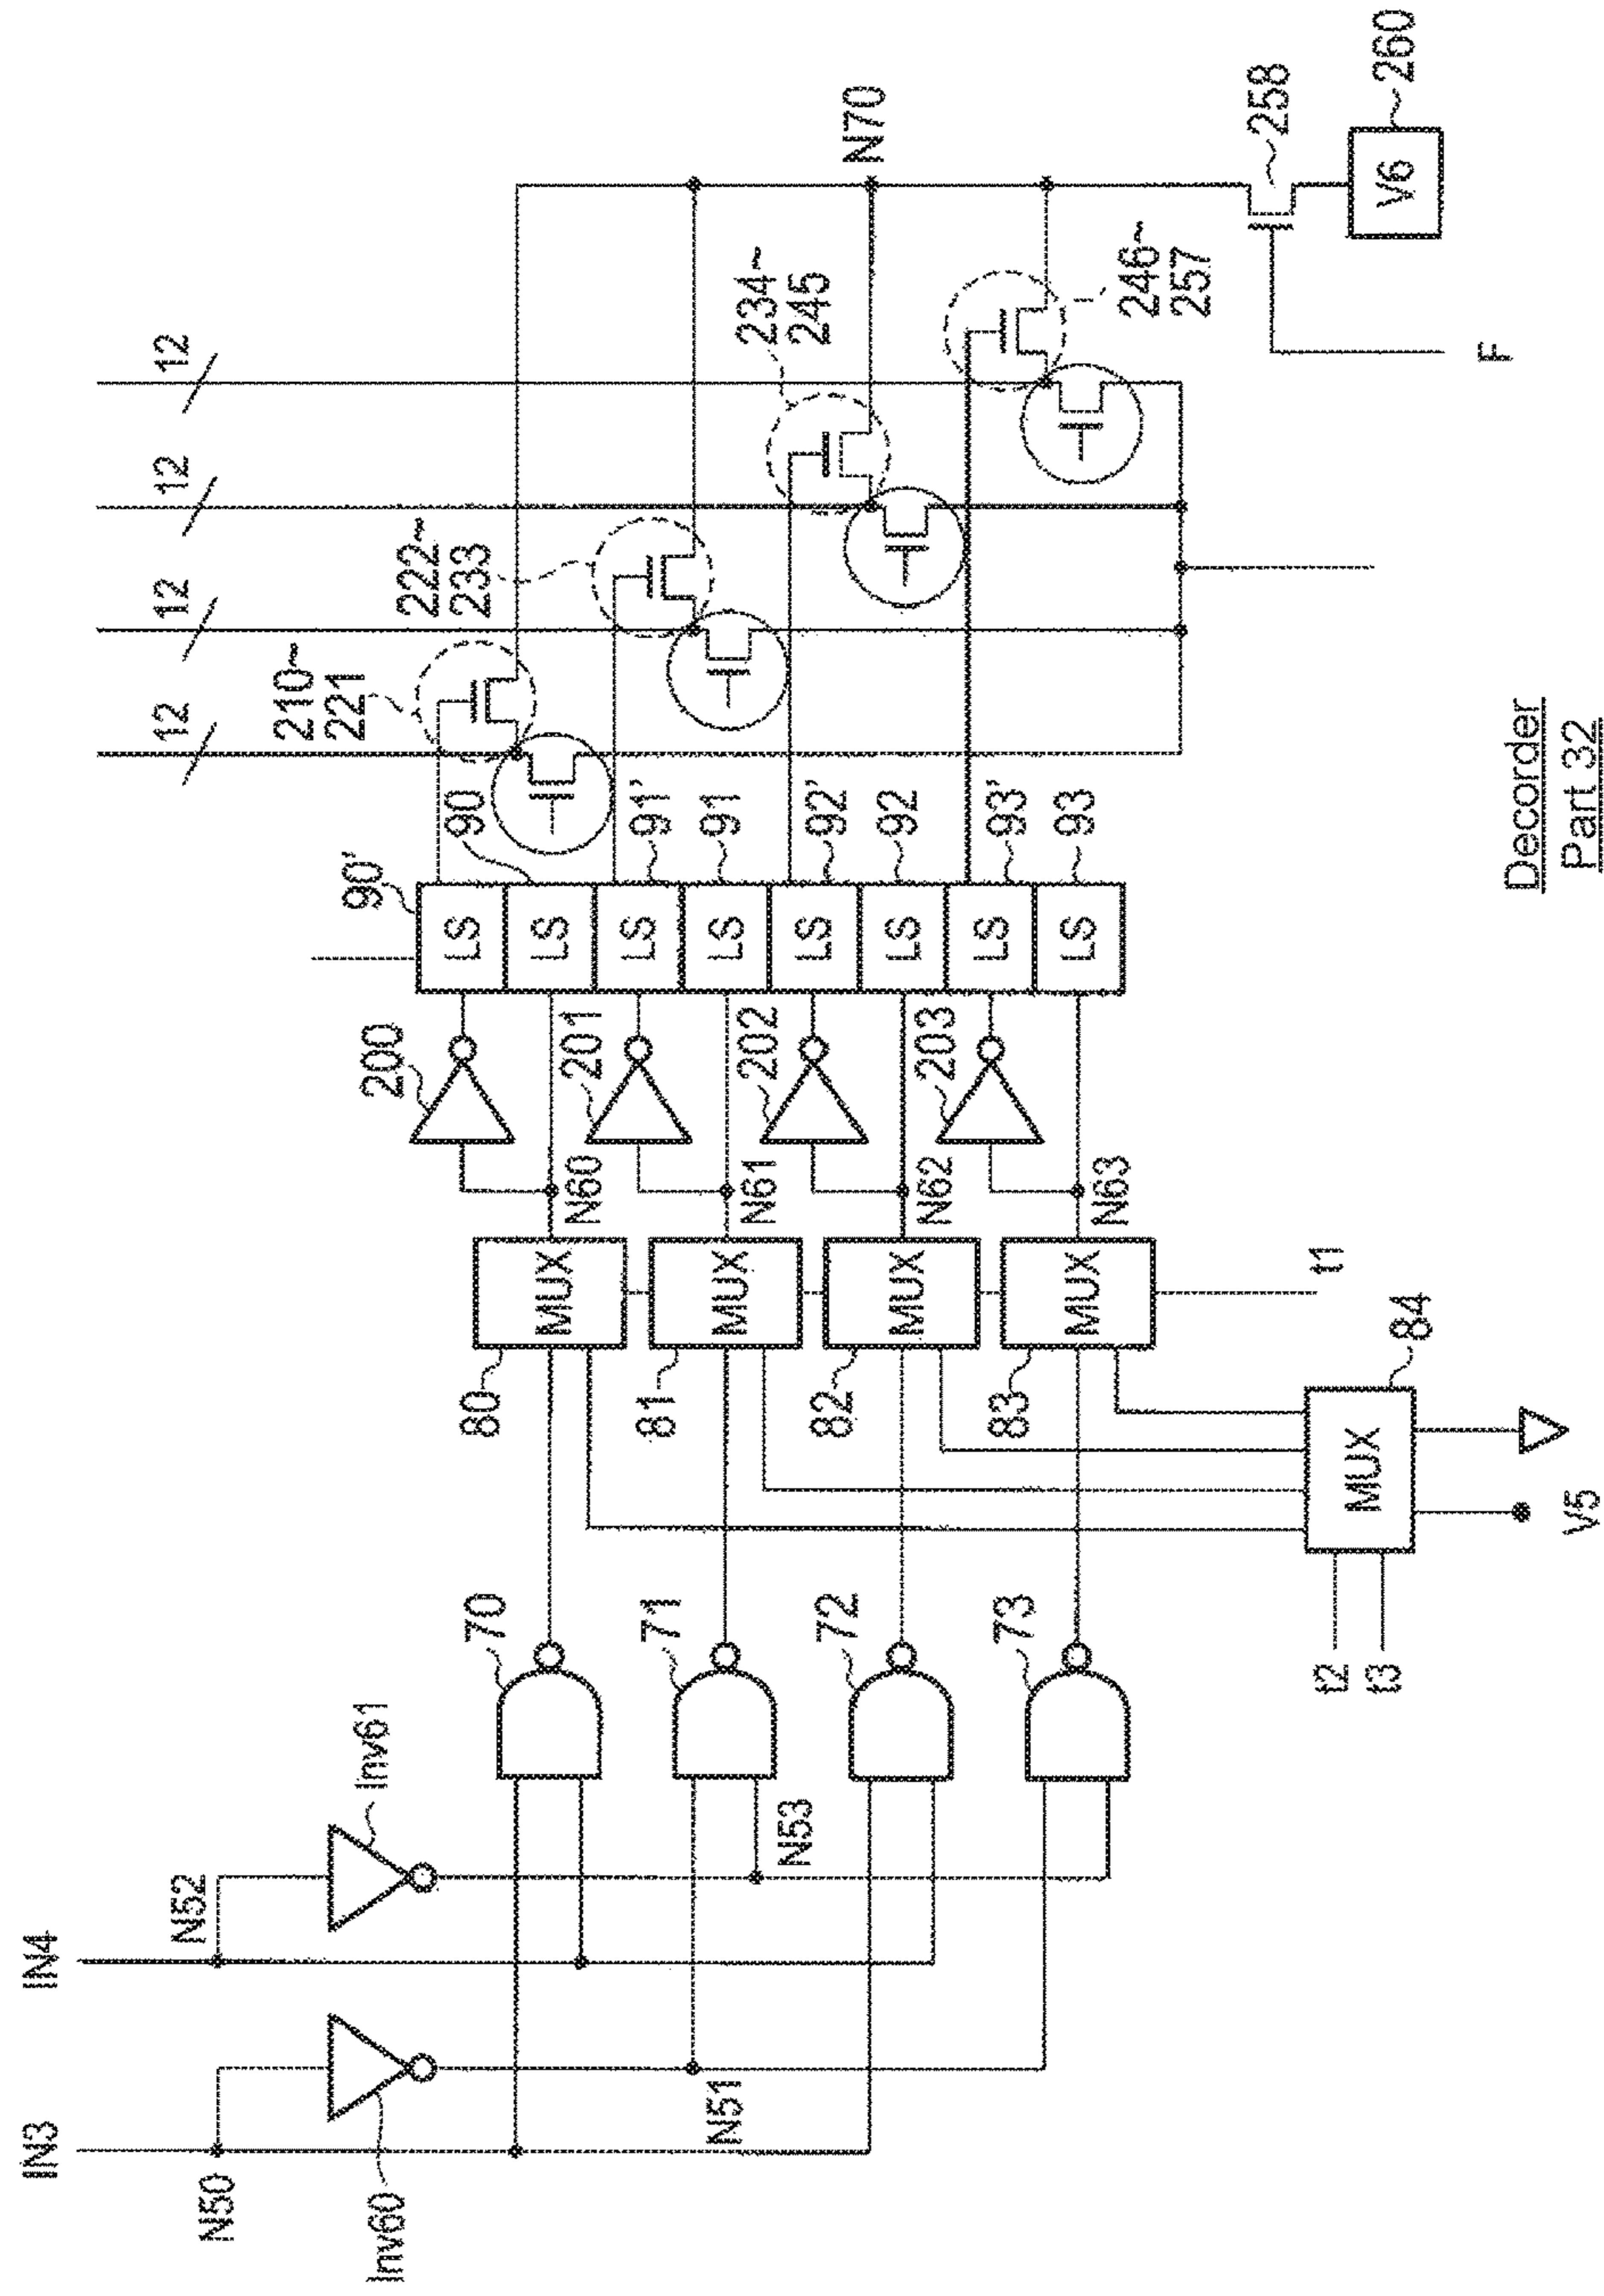 IN3
IN4
N50
N52
Inv60
Inv61
N51
N53
70
71
72
73
t2
t3
MUX
84
V5
80
81
82
83
MUX
MUX
MUX
MUX
t1
N60
N61
N62
N63
200
201
202
203
90'
LS
LS
LS
LS
LS
LS
LS
LS
90
91'
91
92'
92
93'
93
12
12
12
12
210~
221
222~
233
234~
245
246~
257
N70
258
V6
260
F
Decorder
Part 32